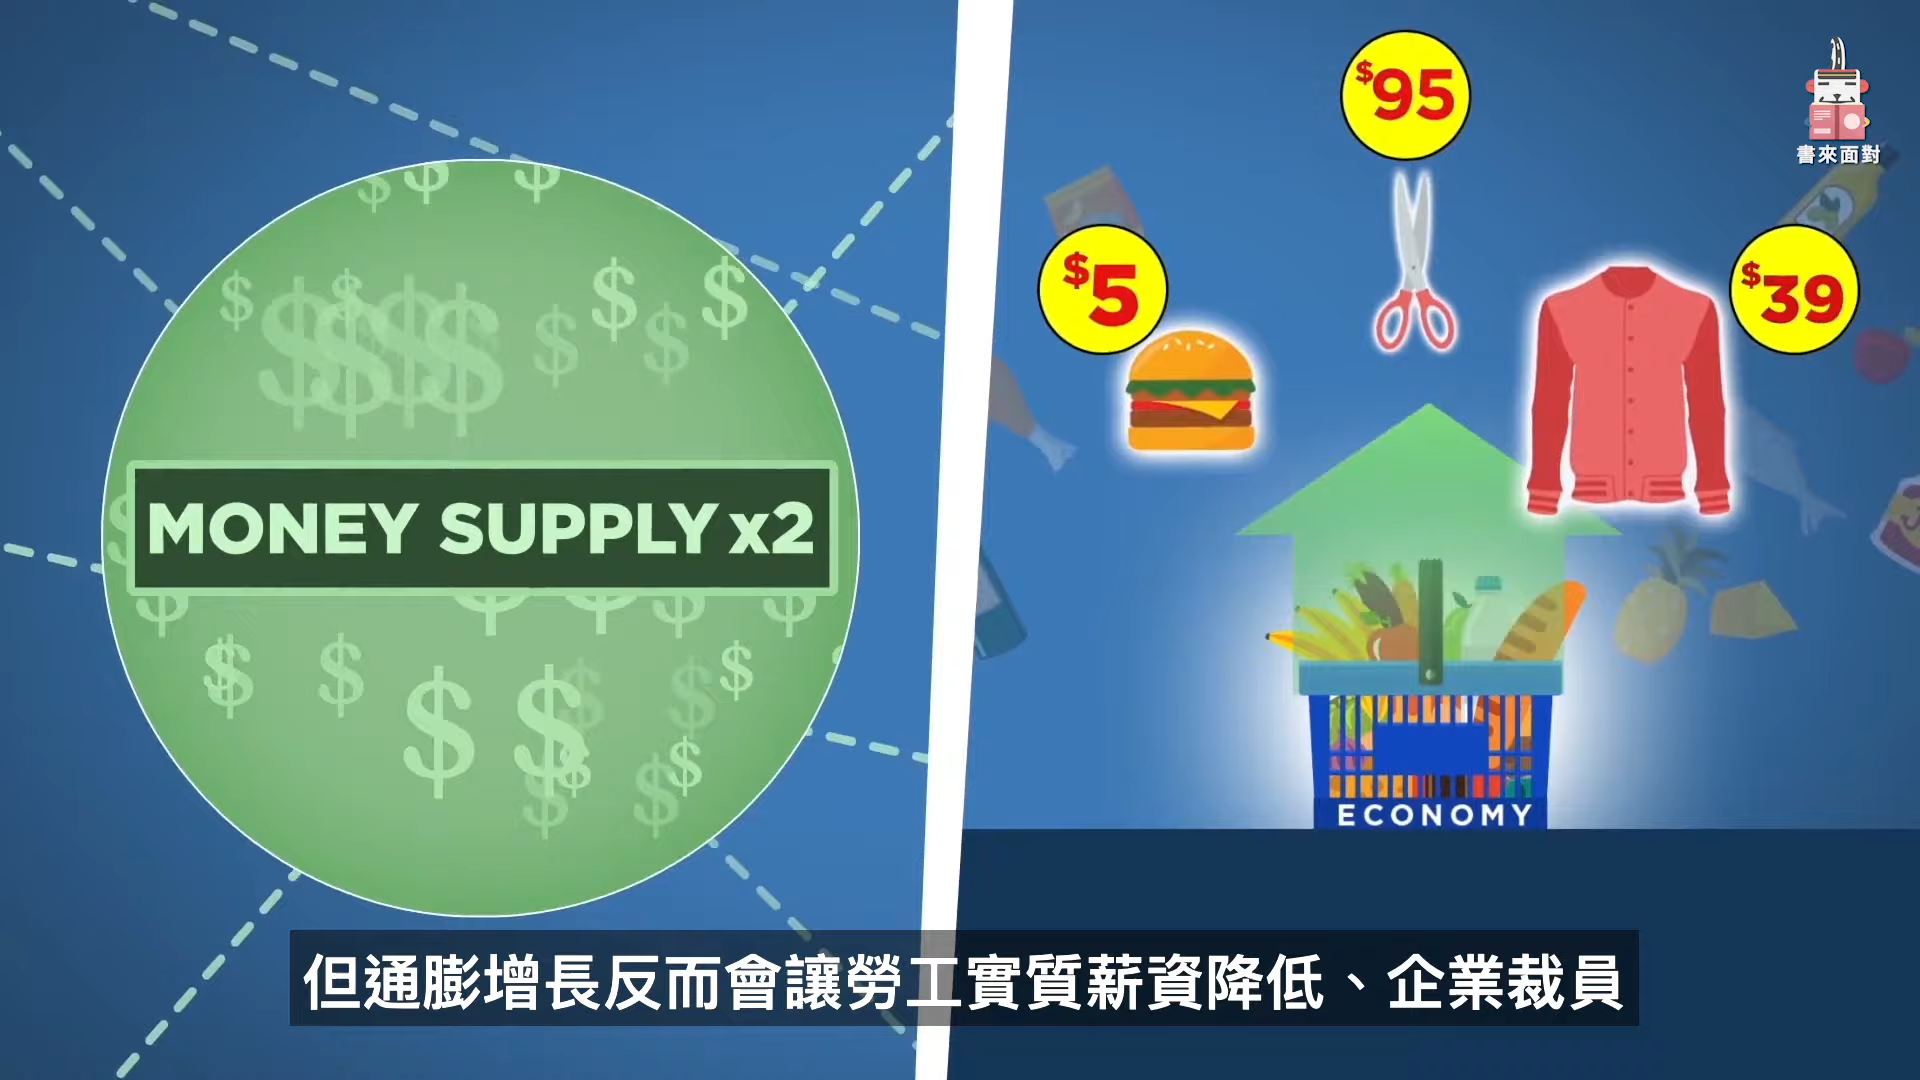 MONEY SUPPLY x2
$95
$5
$39
書來面對
ECONOMY
但通膨增長反而會讓勞工實質薪資降低、企業裁員